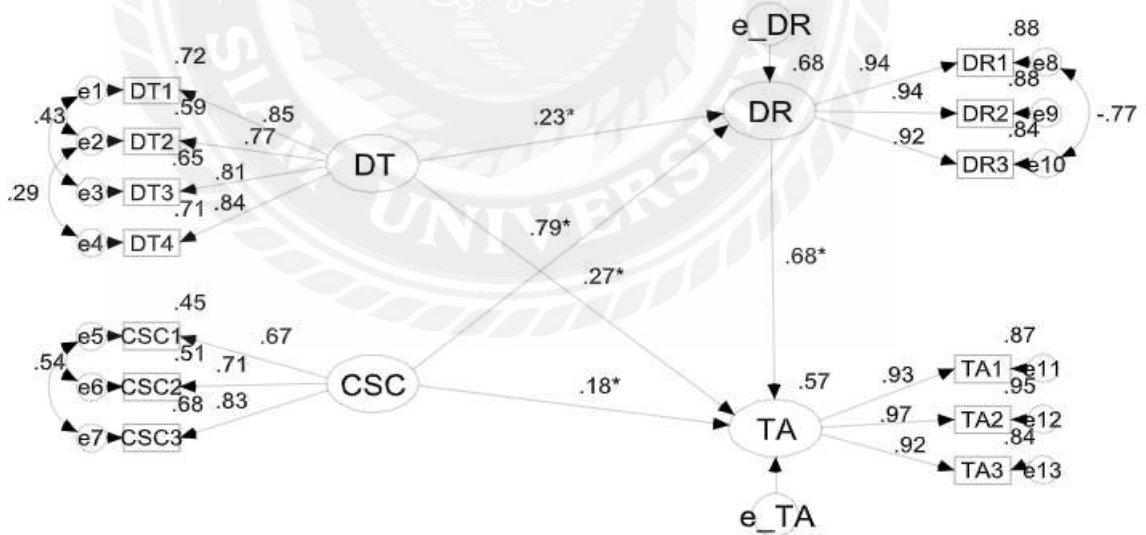 e_DR
.88
.72
.68
.94
DR1
e8
e1
DT1
.88
.59
.85
.94
DR
DR2
e9
.43
.23*
-.77
e2
DT2
.77
.92
.84
.65
DT
DR3
e10
e3
DT3
.81
.29
.71
.84
e4
DT4
SIAM UNIVERSITY
.79*
.68*
.27*
.45
e5
CSC1
.67
.87
.51
.71
.54
e6
CSC2
CSC
.18*
.57
.93
TA1
e11
.68
.83
.95
e7
CSC3
TA
.97
TA2
e12
.92
.84
TA3
e13
e_TA